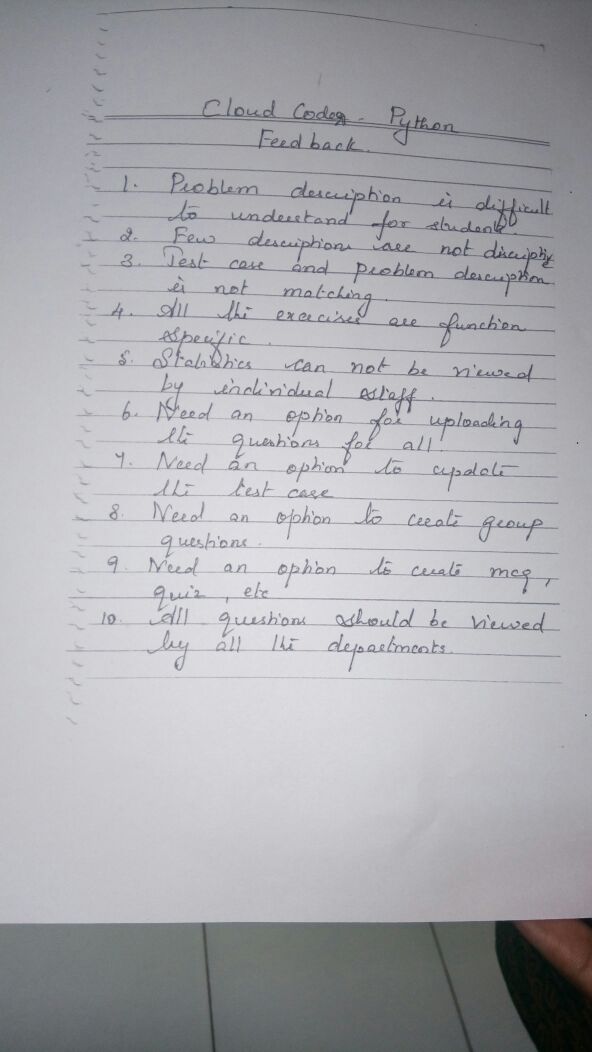 Cloud Coder - Python
Feedback.
1. Problem description is difficult
to understand for students.
2. Few descriptions are not discriptive
3. Test case and problem description
is not matching.
4. All the exercises are function
specific.
5. Statistics can not be viewed
by individual staff.
6. Need an option for uploading
the questions for all.
7. Need an option to update
the test case
8. Need an option to create group
questions.
9. Need an option to create mcq,
quiz, etc
10. All questions should be viewed
by all the departments.